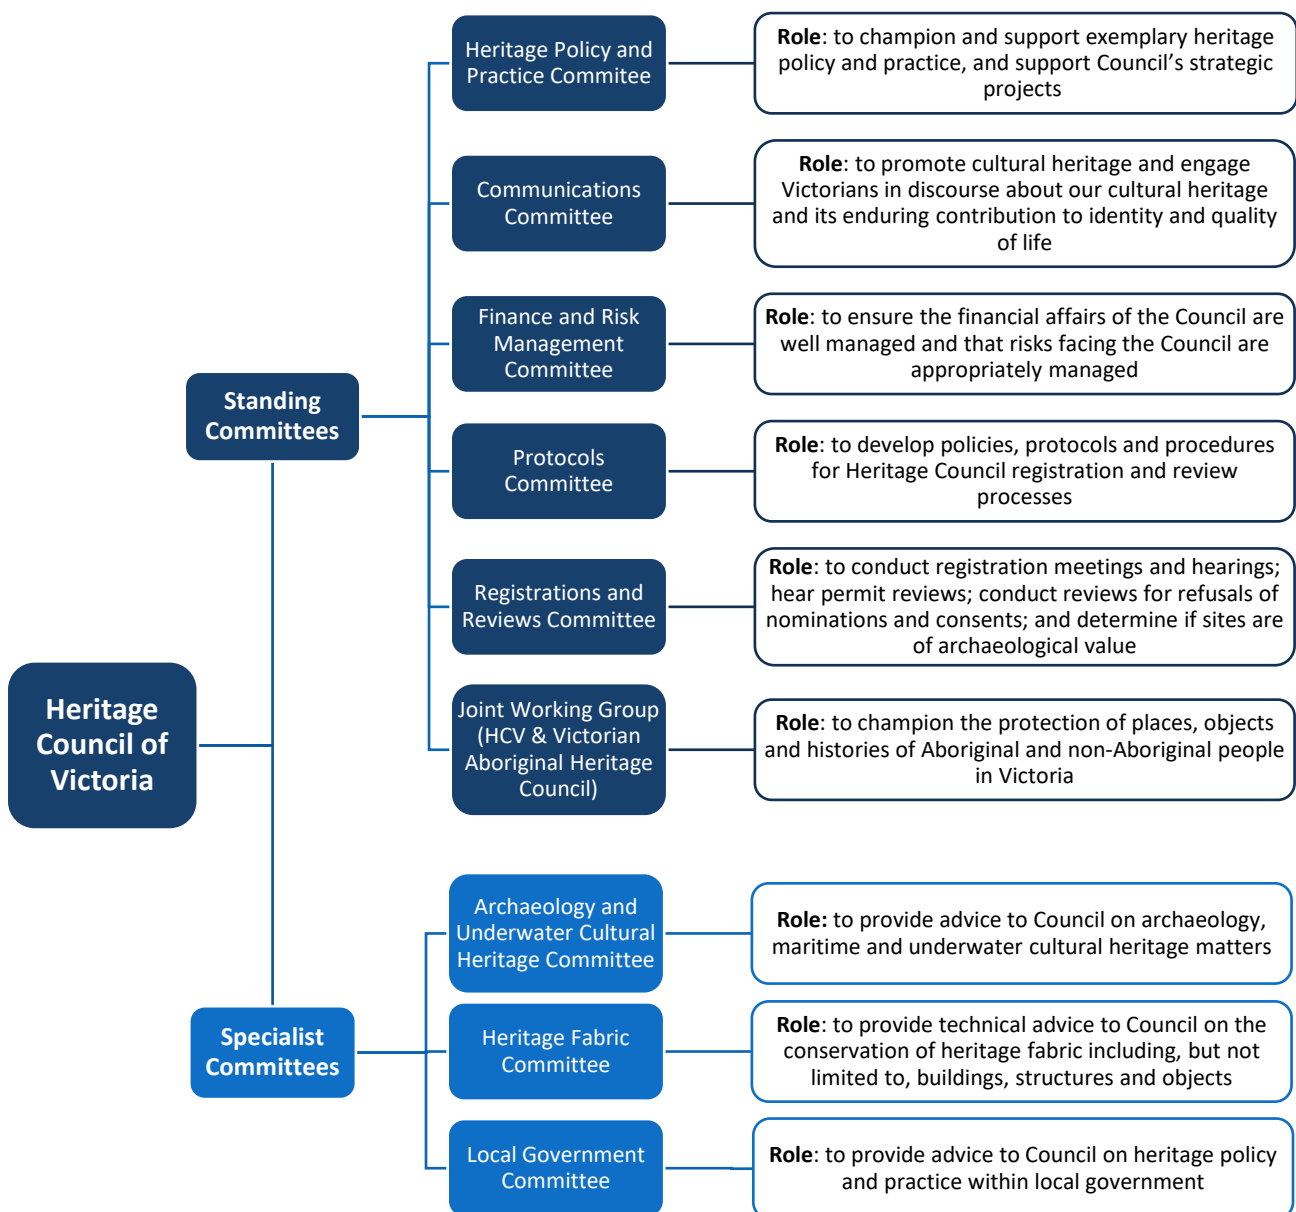 Heritage Policy and
Practice Commitee
Role: to champion and support exemplary heritage
policy and practice, and support Council’s strategic
projects
Communications
Committee
Role: to promote cultural heritage and engage
Victorians in discourse about our cultural heritage
and its enduring contribution to identity and quality
of life
Finance and Risk
Management
Committee
Role: to ensure the financial affairs of the Council are
well managed and that risks facing the Council are
appropriately managed
Standing
Committees
Protocols
Committee
Role: to develop policies, protocols and procedures
for Heritage Council registration and review
processes
Registrations and
Reviews Committee
Role: to conduct registration meetings and hearings;
hear permit reviews; conduct reviews for refusals of
nominations and consents; and determine if sites are
of archaeological value
Heritage
Council of
Victoria
Joint Working Group
(HCV & Victorian
Aboriginal Heritage
Council)
Role: to champion the protection of places, objects
and histories of Aboriginal and non-Aboriginal people
in Victoria
Archaeology and
Underwater Cultural
Heritage Committee
Role: to provide advice to Council on archaeology,
maritime and underwater cultural heritage matters
Specialist
Committees
Heritage Fabric
Committee
Role: to provide technical advice to Council on the
conservation of heritage fabric including, but not
limited to, buildings, structures and objects
Local Government
Committee
Role: to provide advice to Council on heritage policy
and practice within local government